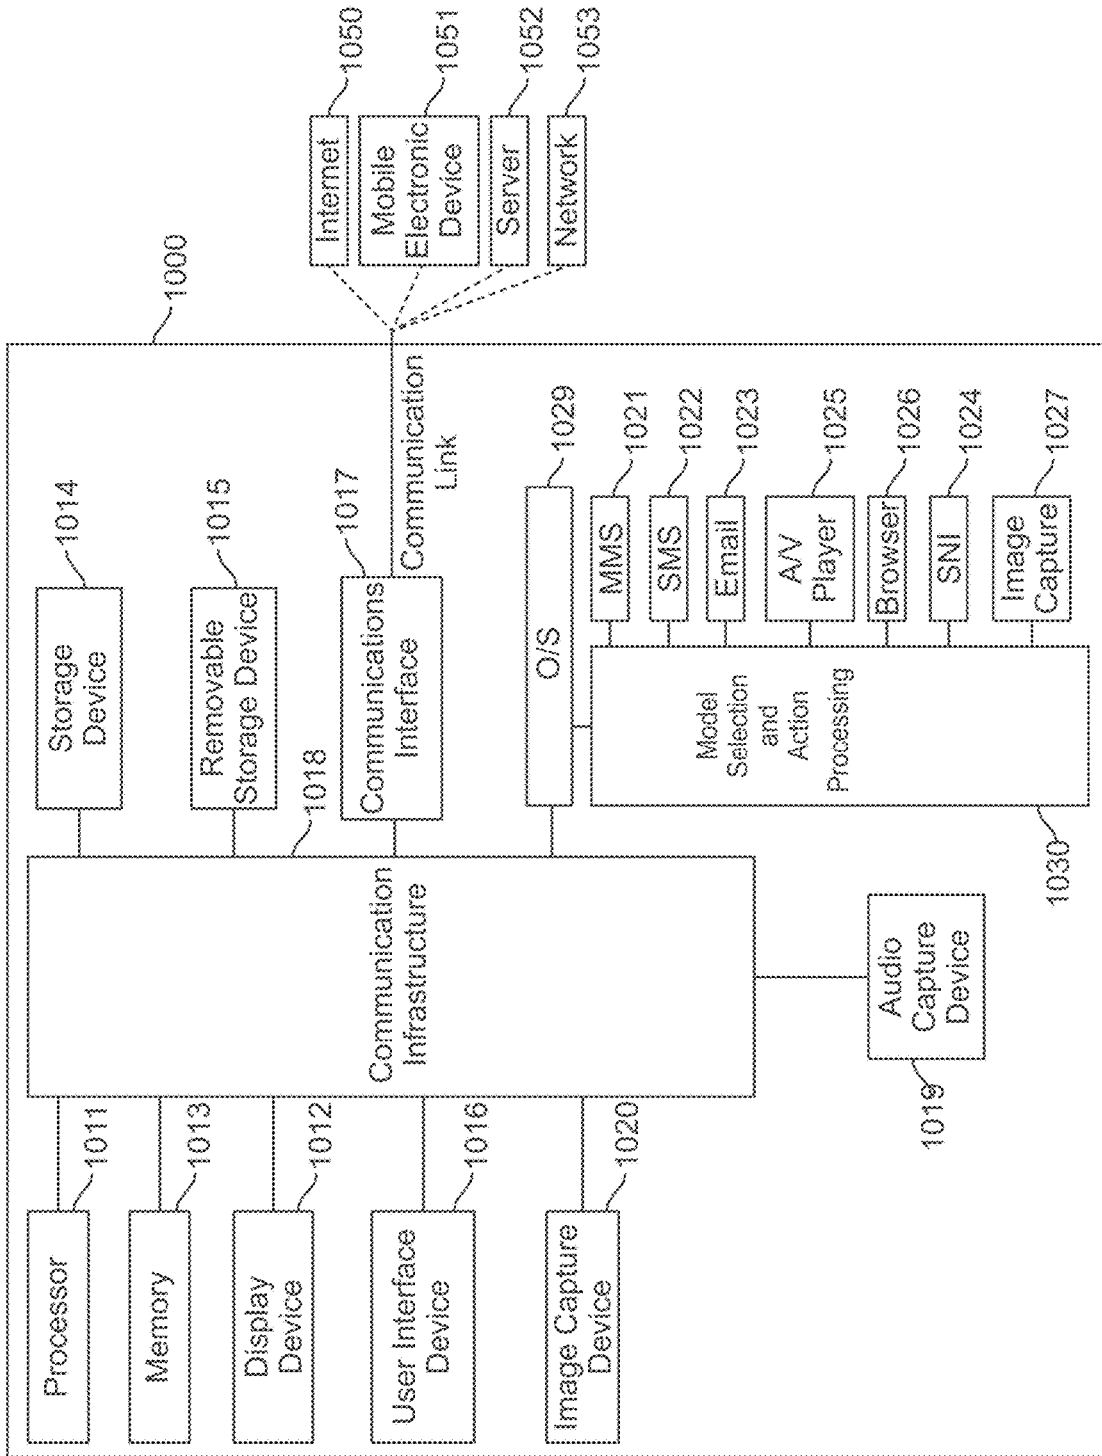 Processor
1011
Memory
1013
Display
Device
1012
User Interface
Device
1016
Image Capture
Device
1020
Communication
Infrastructure
1018
Audio
Capture
Device
1019
Storage
Device
1014
Removable
Storage Device
1015
Communications
Interface
1017
Communication
Link
1000
Internet
1050
Mobile
Electronic
Device
1051
Server
1052
Network
1053
O/S
1029
Model
Selection
and
Action
Processing
1030
MMS
1021
SMS
1022
Email
1023
A/V
Player
1025
Browser
1026
SNI
1024
Image
Capture
1027